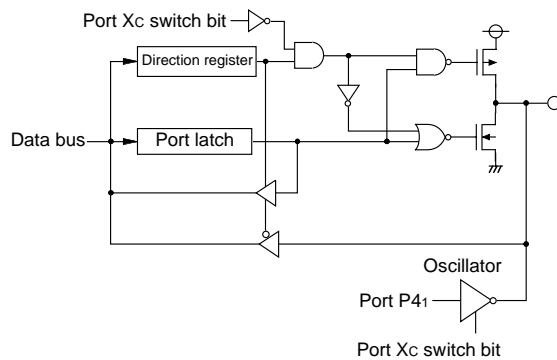 Port Xc switch bit
Direction register
Data bus
Port latch
Oscillator
Port P4₁
Port Xc switch bit